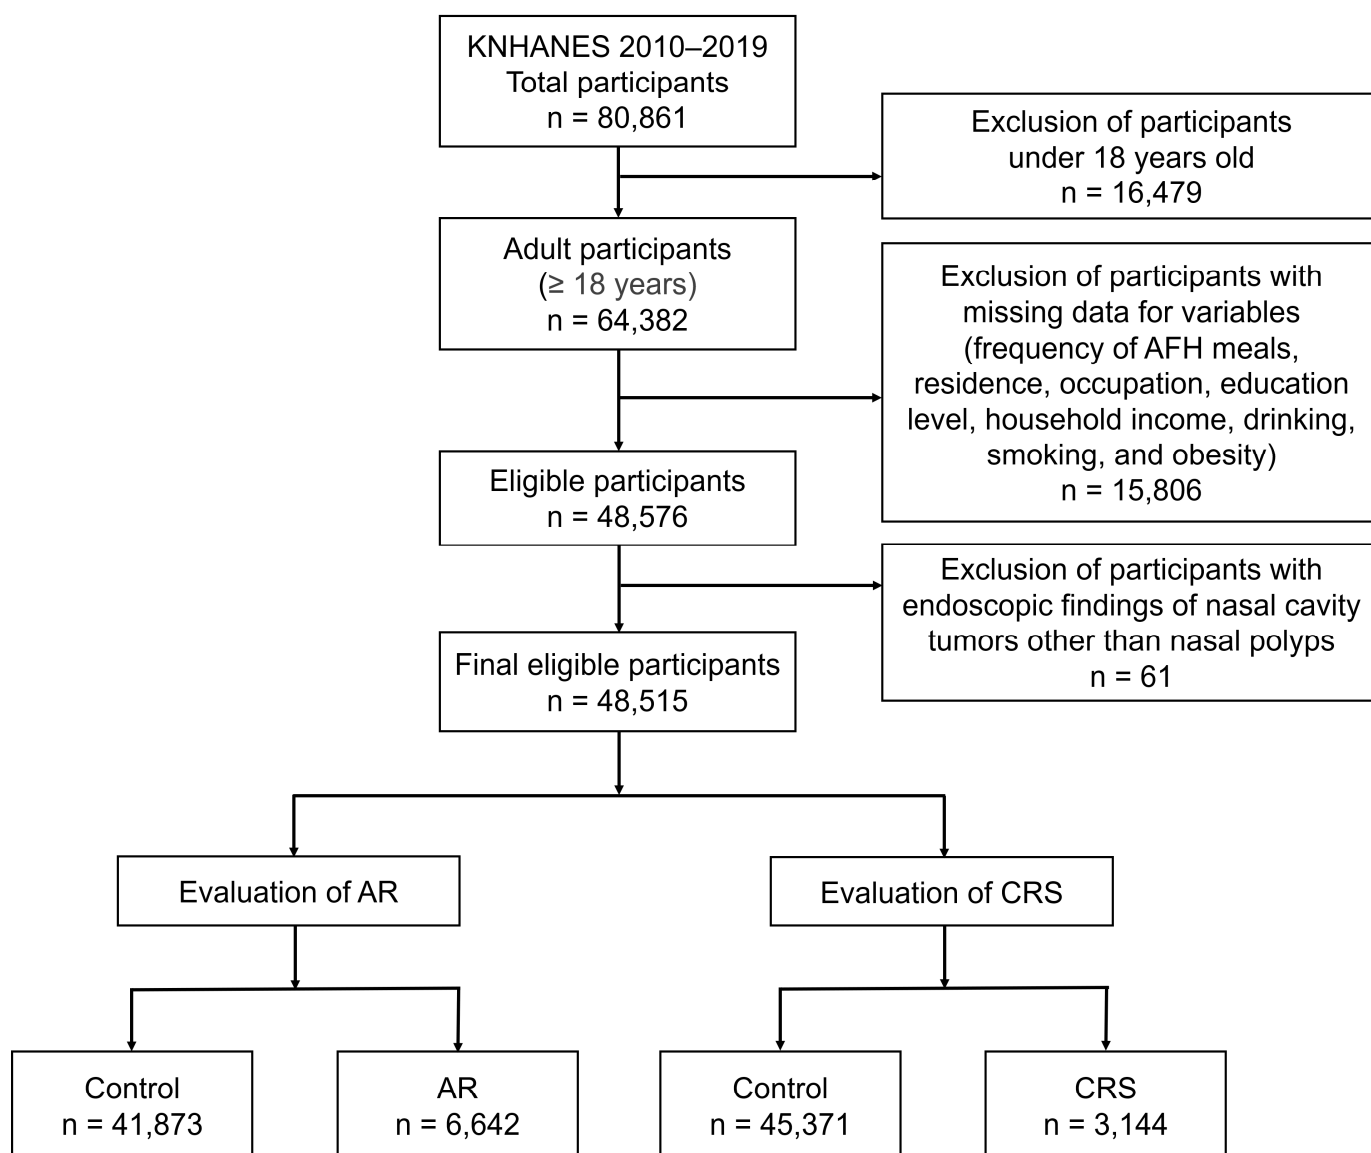 KNHANES 2010–2019
Total participants
n = 80,861
Exclusion of participants
under 18 years old
n = 16,479
Adult participants
(≥ 18 years)
n = 64,382
Exclusion of participants with
missing data for variables
(frequency of AFH meals,
residence, occupation, education
level, household income, drinking,
smoking, and obesity)
n = 15,806
Eligible participants
n = 48,576
Exclusion of participants with
endoscopic findings of nasal cavity
tumors other than nasal polyps
n = 61
Final eligible participants
n = 48,515
Evaluation of AR
Evaluation of CRS
Control
n = 41,873
AR
n = 6,642
Control
n = 45,371
CRS
n = 3,144